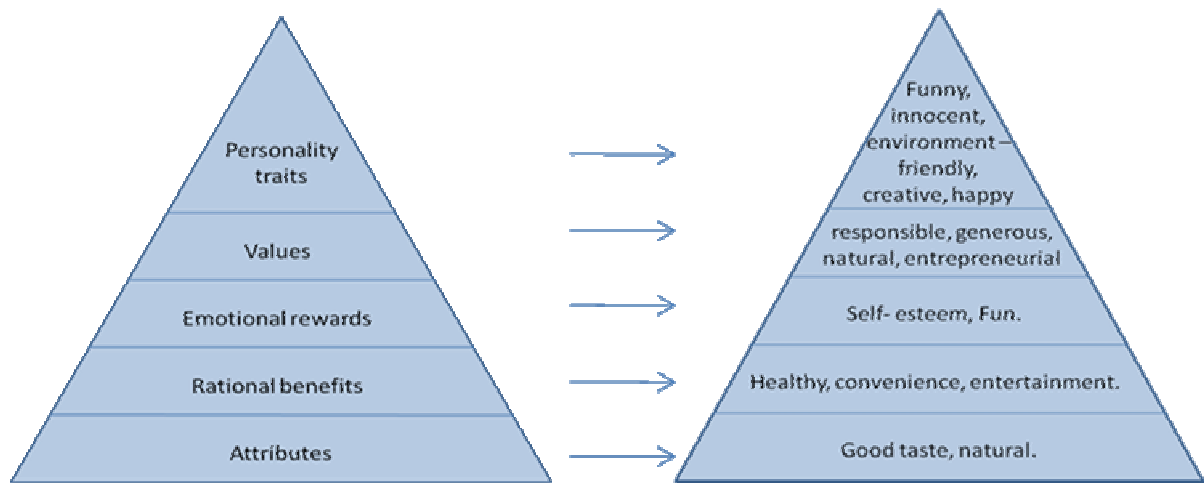 Personality
traits
Values
Emotional rewards
Rational benefits
Attributes
Funny,
innocent,
environment–
friendly,
creative, happy
responsible, generous,
natural, entrepreneurial
Self- esteem, Fun.
Healthy, convenience, entertainment.
Good taste, natural.